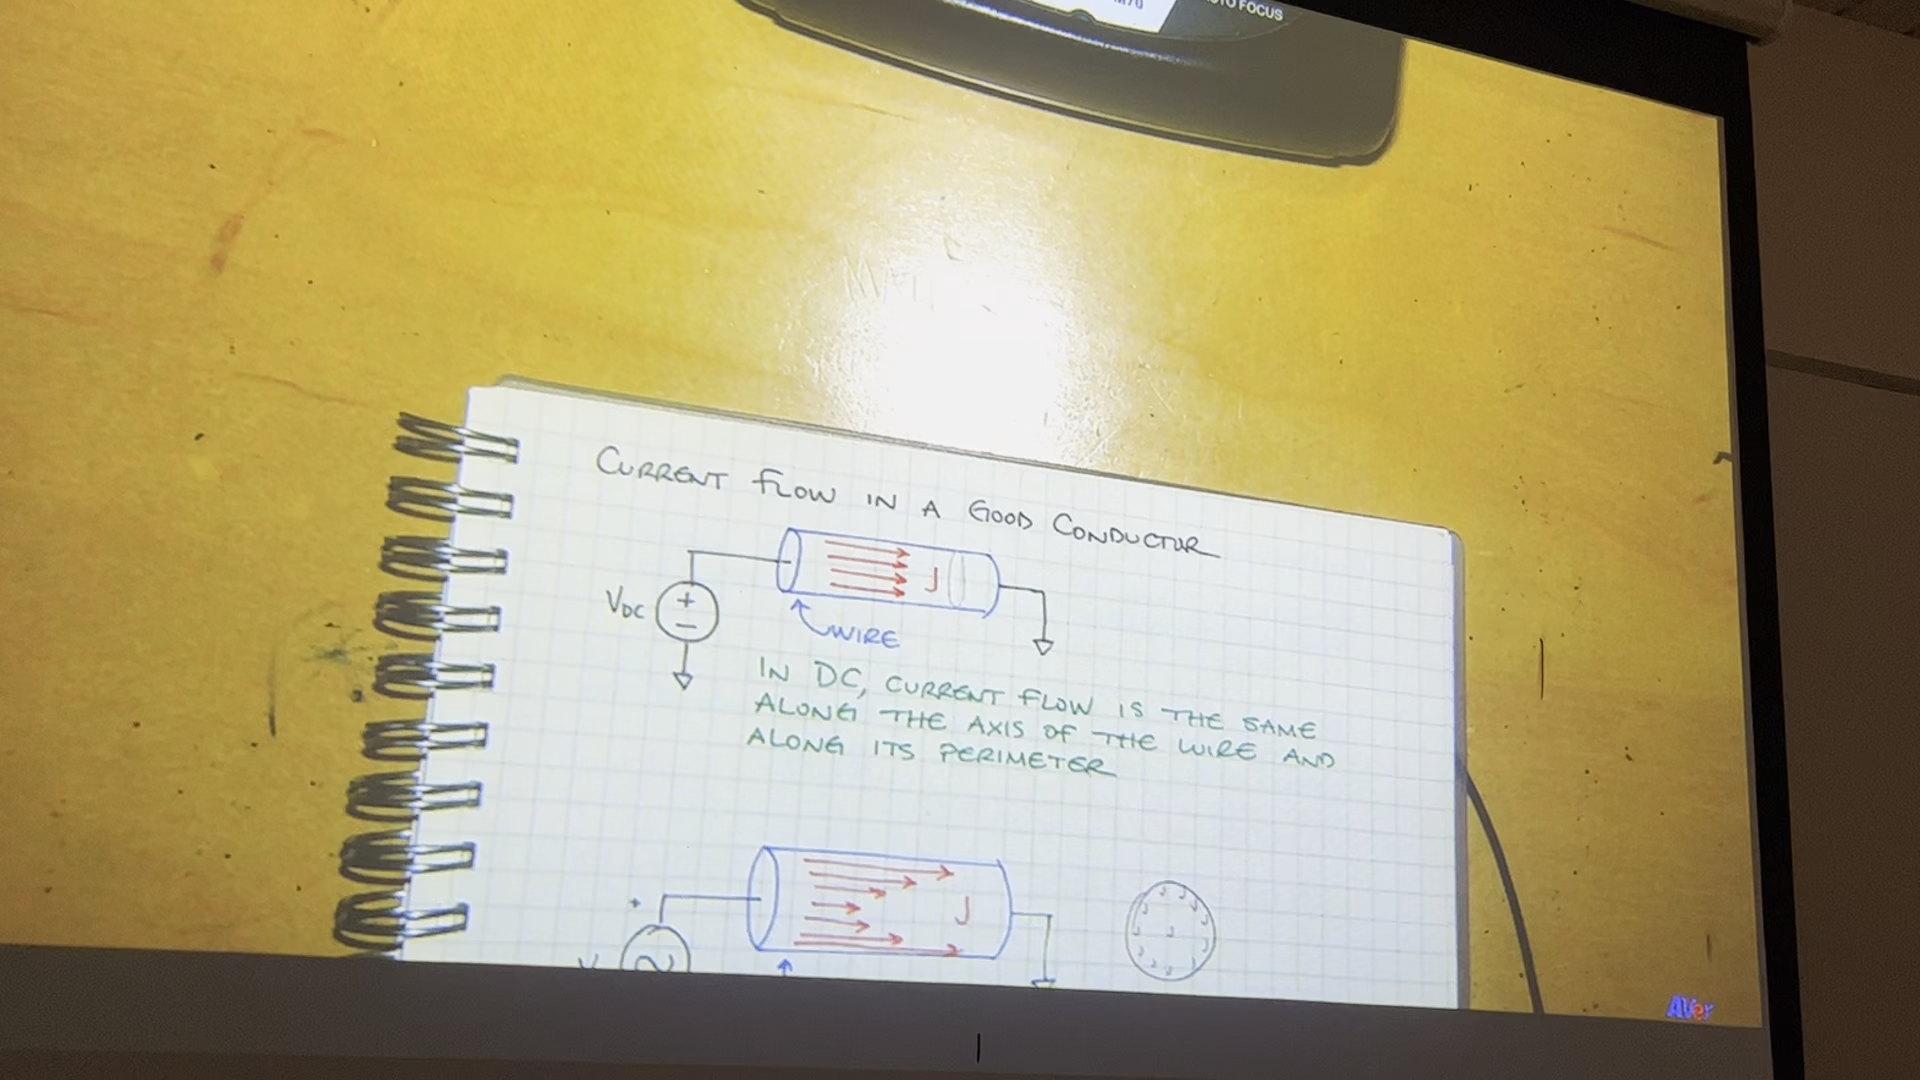 FOCUS
CURRENT FLOW IN A GOOD CONDUCTOR
VDC
+
−
J
WIRE
IN DC, CURRENT FLOW IS THE SAME
ALONG THE AXIS OF THE WIRE AND
ALONG ITS PERIMETER
+
V
J
AVer